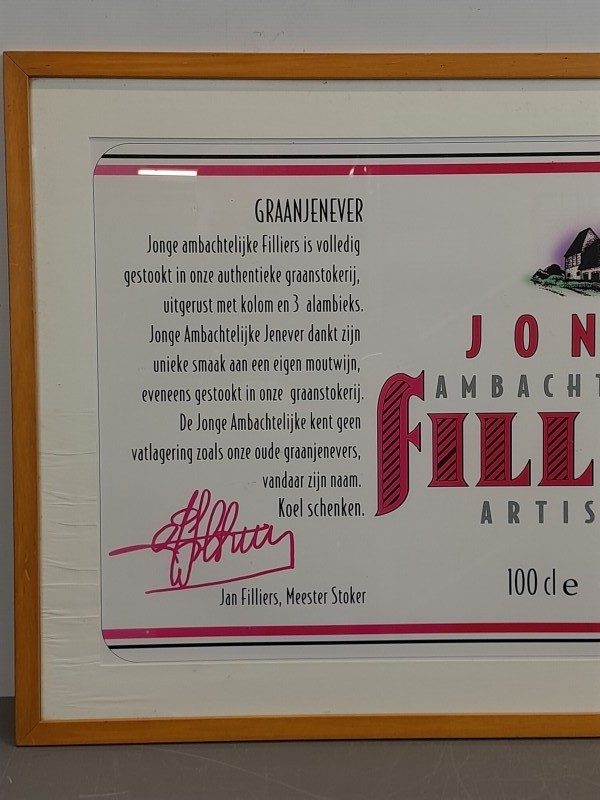 GRAANJENEVER
Jonge ambachtelijke Filliers is volledig
gestookt in onze authentieke graanstokerij,
uitgerust met kolom en 3 alambieks.
Jonge Ambachtelijke Jenever dankt zijn
unieke smaak aan een eigen moutwijn,
eveneens gestookt in onze graanstokerij.
De Jonge Ambachtelijke kent geen
vatlagering zoals onze oude graanjenevers,
vandaar zijn naam.
Koel schenken.
Jan Filliers, Meester Stoker
JON
AMBACHT
FILL
ARTIS
100 cl e